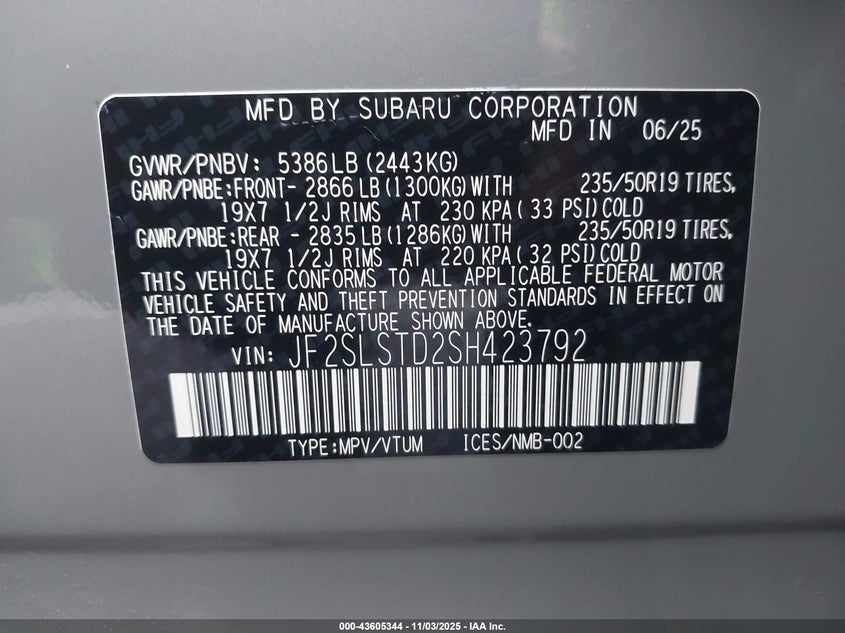 MFD BY SUBARU CORPORATION
MFD IN 06/25
GVWR/PNBV: 5386LB (2443KG)
GAWR/PNBE:FRONT- 2866 LB (1300KG)WITH 235/50R19 TIRES,
19X7 1/2J RIMS AT 230 KPA( 33 PSI)COLD
GAWR/PNBE:REAR - 2835 LB (1286KG)WITH 235/50R19 TIRES,
19X7 1/2J RIMS AT 220 KPA( 32 PSI)COLD
THIS VEHICLE CONFORMS TO ALL APPLICABLE FEDERAL MOTOR
VEHICLE SAFETY AND THEFT PREVENTION STANDARDS IN EFFECT ON
THE DATE OF MANUFACTURE SHOWN ABOVE.
VIN: JF2SLSTD2SH423792
TYPE:MPV/VTUM ICES/NMB-002
000-43605344 - 11/03/2025 - IAA Inc.